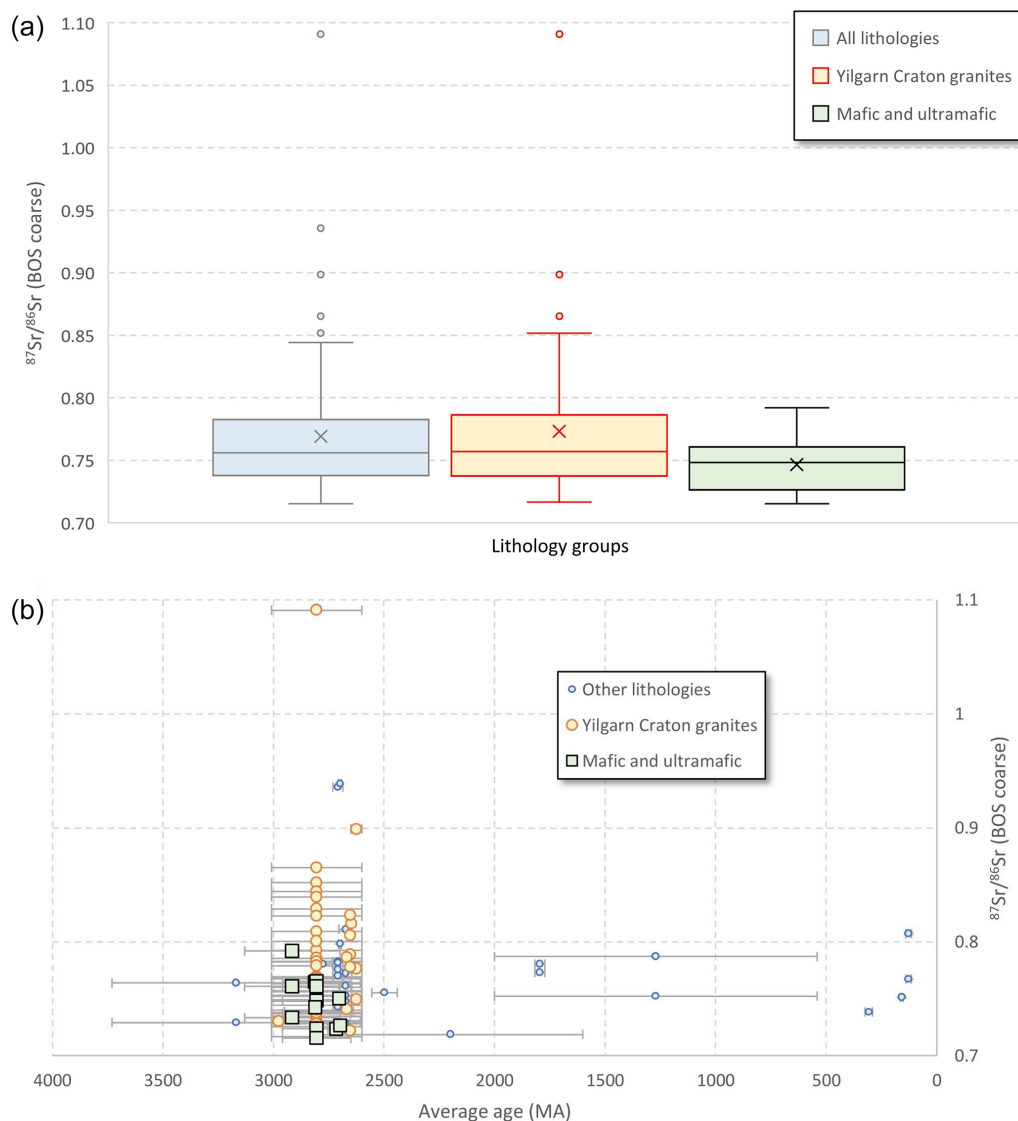 (a)
1.10
1.05
1.00
0.95
0.90
0.85
0.80
0.75
0.70
⁸⁷Sr/⁸⁶Sr (BOS coarse)
All lithologies
Yilgarn Craton granites
Mafic and ultramafic
Lithology groups
(b)
Other lithologies
Yilgarn Craton granites
Mafic and ultramafic
1.1
1
0.9
0.8
0.7
⁸⁷Sr/⁸⁶Sr (BOS coarse)
4000 3500 3000 2500 2000 1500 1000 500 0
Average age (MA)